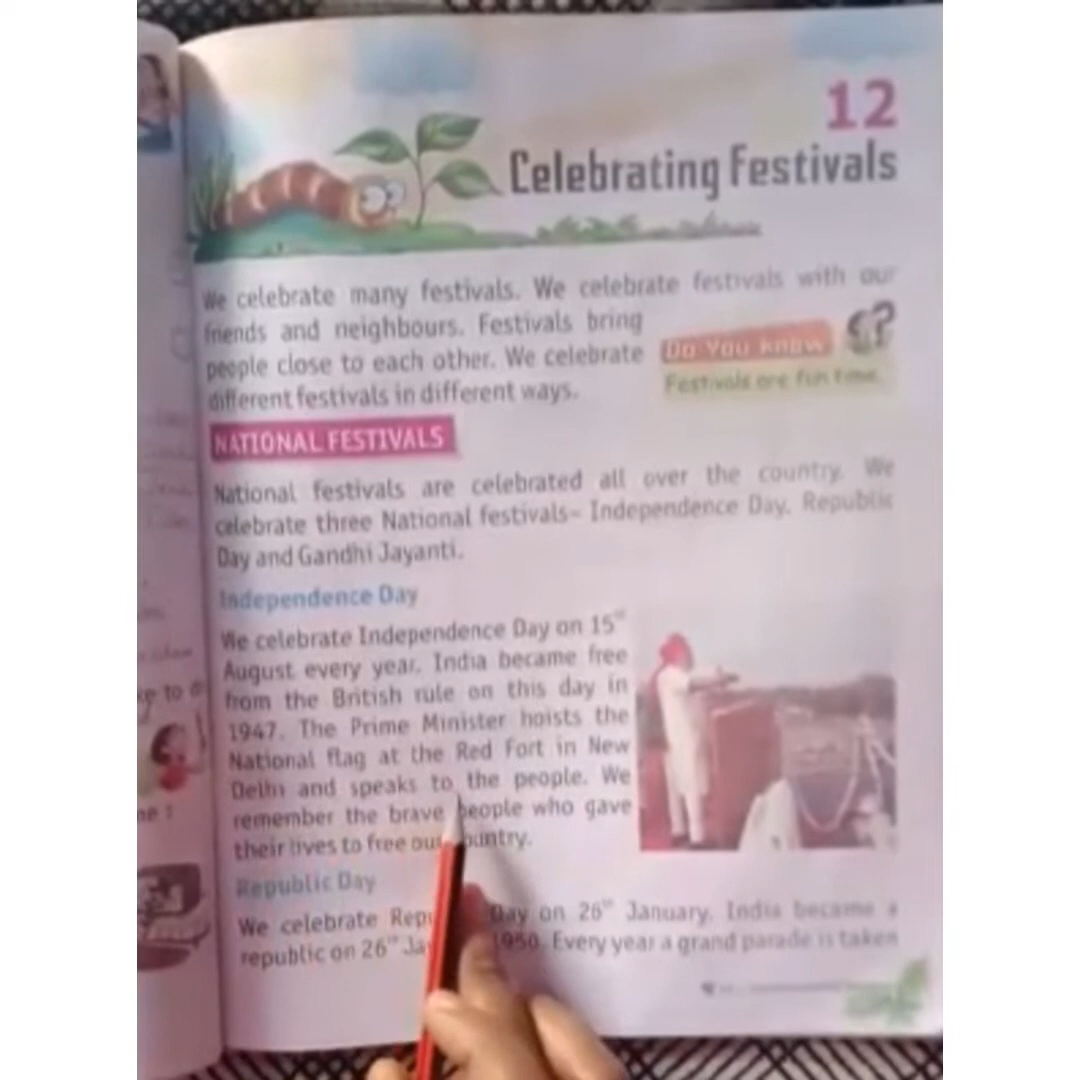 12
Celebrating Festivals
We celebrate many festivals. We celebrate festivals with our
friends and neighbours. Festivals bring
people close to each other. We celebrate
different festivals in different ways.
Do You Know
?
Festivals are fun time.
NATIONAL FESTIVALS
National festivals are celebrated all over the country. We
celebrate three National festivals– Independence Day, Republic
Day and Gandhi Jayanti.
Independence Day
We celebrate Independence Day on 15th
August every year. India became free
from the British rule on this day in
1947. The Prime Minister hoists the
National flag at the Red Fort in New
Delhi and speaks to the people. We
remember the brave people who gave
their lives to free our country.
Republic Day
We celebrate Repu Day on 26th January. India became a
republic on 26th Ja 1950. Every year a grand parade is taken